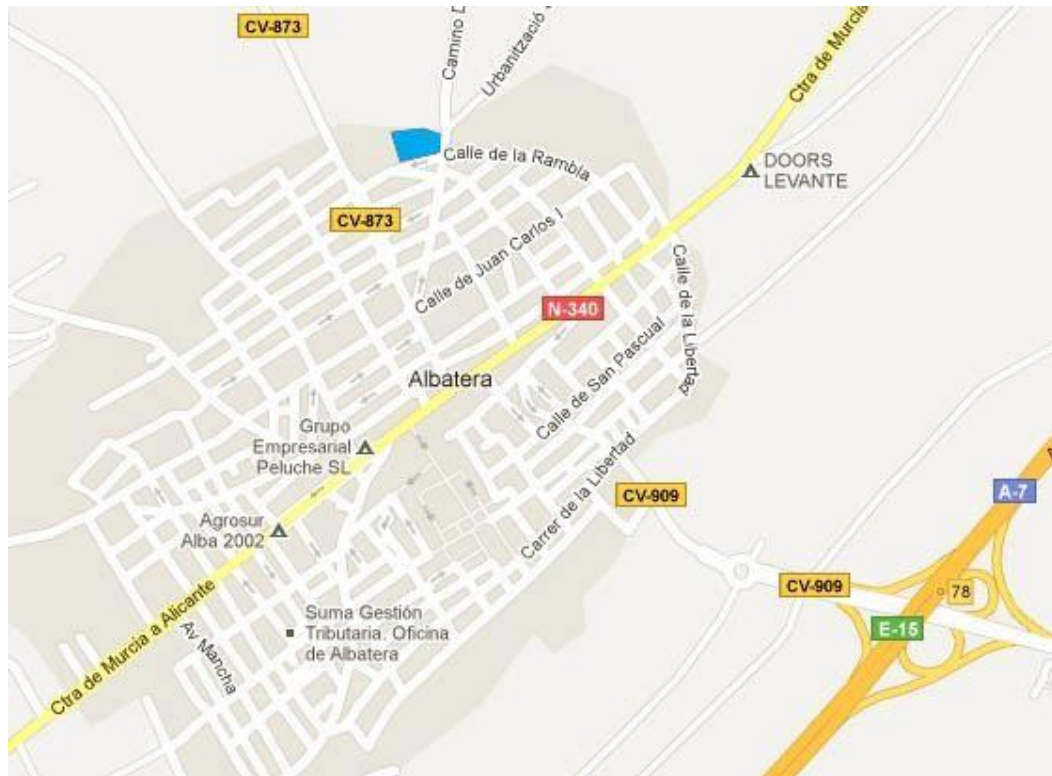 CV-873
Camino D
Urbanització
Ctra de Murcia
Calle de la Rambla
DOORS
LEVANTE
CV-873
Calle de Juan Carlos I
Calle de la Libertad
N-340
Calle de San Pascual
Albatera
Grupo
Empresarial
Peluche SL
Carrer de la Libertad
CV-909
A-7
Agrosur
Alba 2002
CV-909
78
E-15
Suma Gestión
Tributaria. Oficina
de Albatera
Av Mancha
Ctra de Murcia a Alicante